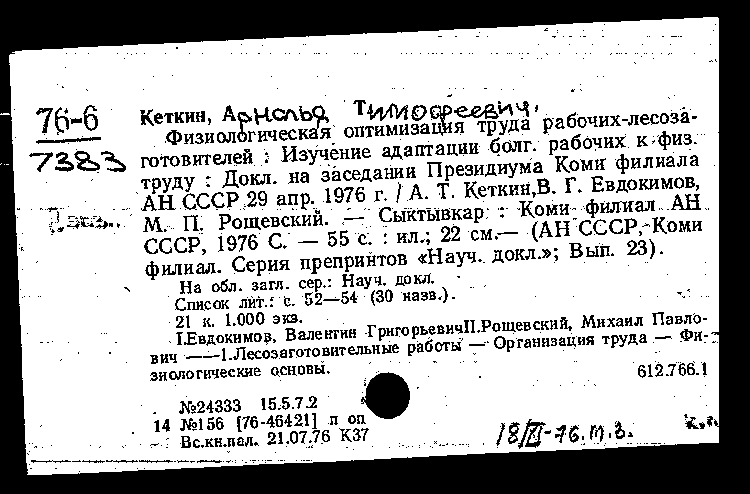 76-6
7383
Кеткин, Арнольд Тимофеевич.
Физиологическая оптимизация труда рабочих-лесоза-
готовителей : Изучение адаптации болг. рабочих к физ.
труду : Докл. на заседании Президиума Коми филиала
АН СССР 29 апр. 1976 г. / А. Т. Кеткин,В. Г. Евдокимов,
М. П. Рощевский. — Сыктывкар : Коми филиал АН
СССР, 1976 С. — 55 с. : ил.; 22 см.— (АН СССР, Коми
филиал. Серия препринтов «Науч. докл.»; Вып. 23).
На обл. загл. сер.: Науч. докл.
Список лит.: с. 52—54 (30 назв.).
21 к. 1.000 экз.
I.Евдокимов, Валентин ГригорьевичII.Рощевский, Михаил Павло-
вич ——1.Лесозаготовительные работы — Организация труда — Фи-
зиологические основы.
612.766.1
№24333 15.5.7.2
14 №156 [76-46421] п оп
Вс.кн.пал. 21.07.76 К37